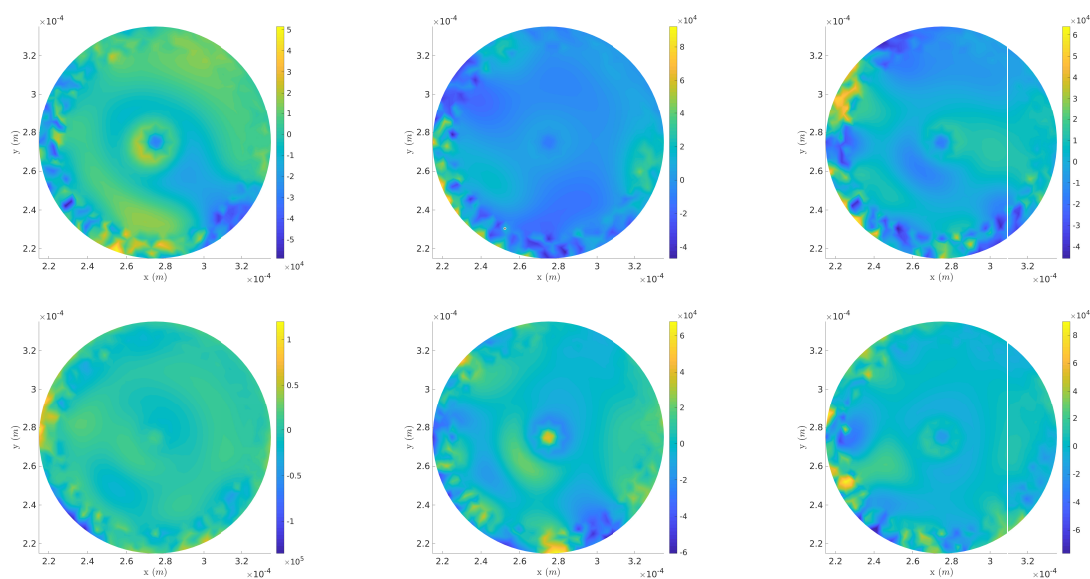 ×10⁻⁴ ×10⁻⁴ ×10⁴ ×10⁻⁴ ×10⁴
5
3.2 4 3.2 8 3.2 6
3 5
3 2 3 6 3 4
y (m) 1 y (m) 4 y (m) 3
2.8 0 2.8 2.8 2
-1 2 1
2.6 -2 2.6 0 2.6 0
-3 -1
2.4 -4 2.4 -2 2.4 -2
-5 -3
2.2 2.2 -4 2.2 -4
×10⁴
2.2 2.4 2.6 2.8 3 3.2 2.2 2.4 2.6 2.8 3 3.2 2.2 2.4 2.6 2.8 3 3.2
x (m) ×10⁻⁴ x (m) ×10⁻⁴ x (m) ×10⁻⁴
×10⁻⁴ ×10⁻⁴ ×10⁴ ×10⁻⁴ ×10⁴
3.2 1 3.2 6 3.2 8
3 0.5 3 4 3 6
y (m) y (m) 2 y (m) 4
2.8 0 2.8 2.8 2
2.6 -0.5 2.6 0 2.6 0
2.4 2.4 -2 2.4 -2
-1 -4 -4
2.2 2.2 -6 2.2 -6
×10⁵
2.2 2.4 2.6 2.8 3 3.2 2.2 2.4 2.6 2.8 3 3.2 2.2 2.4 2.6 2.8 3 3.2
x (m) ×10⁻⁴ x (m) ×10⁻⁴ x (m) ×10⁻⁴